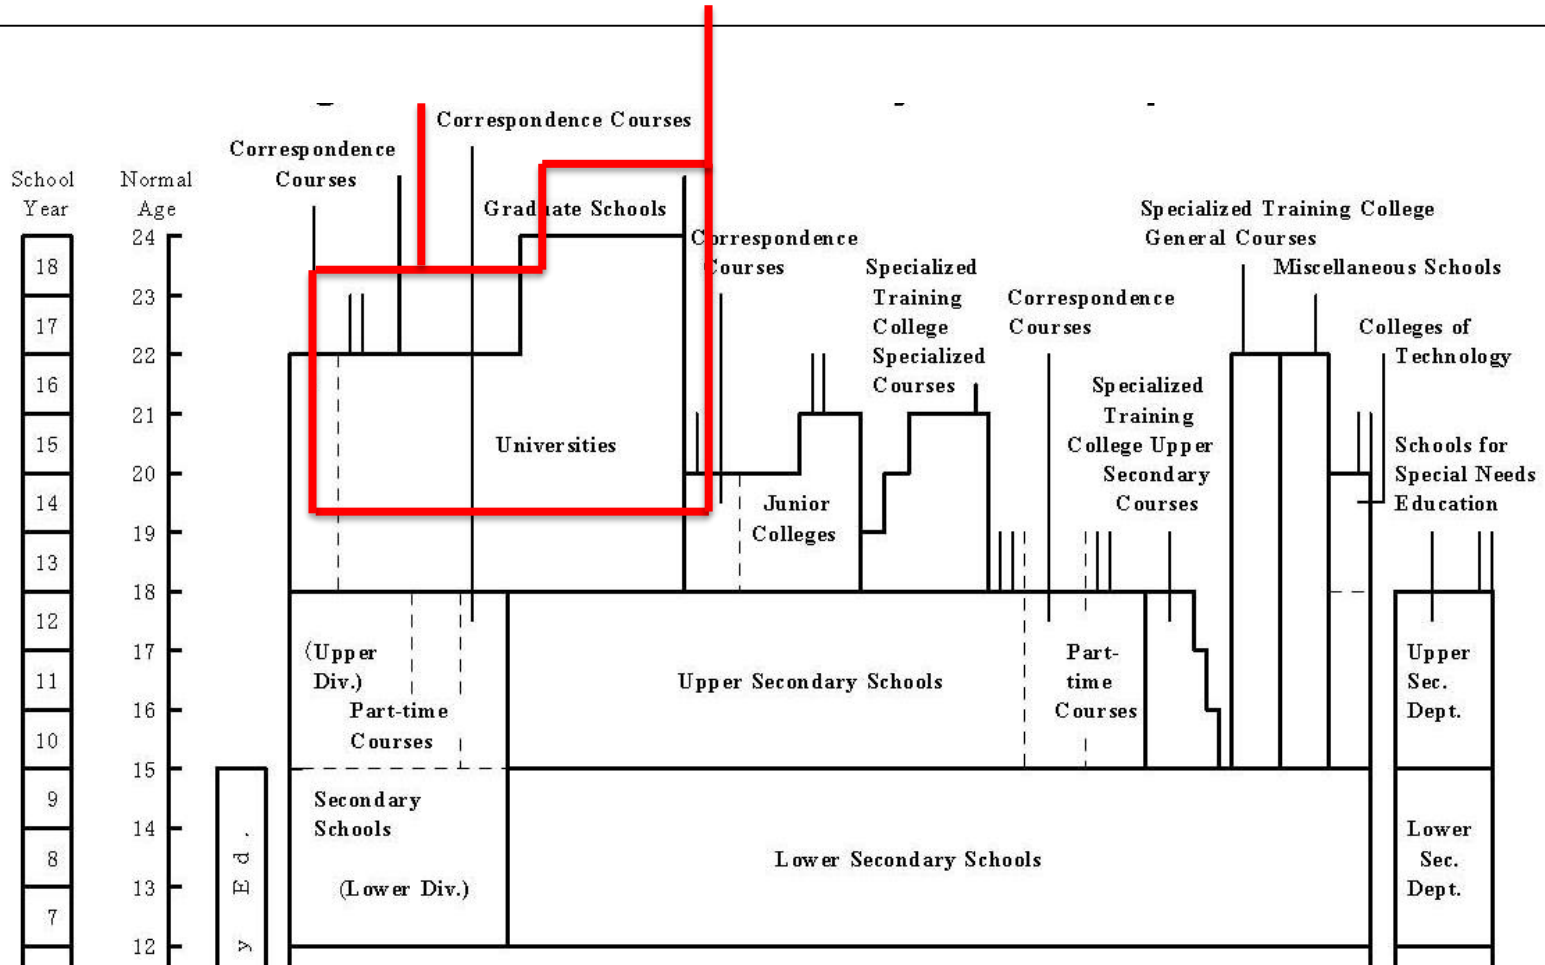 Correspondence Courses
Correspondence
Courses
School
Year
Normal
Age
Graduate Schools
Specialized Training College
General Courses
24
23
22
21
20
19
18
17
16
15
14
13
12
18
17
16
15
14
13
12
11
10
9
8
7
Correspondence
Courses
Specialized
Training
College
Specialized
Courses
Miscellaneous Schools
Correspondence
Courses
Colleges of
Technology
Specialized
Training
College Upper
Secondary
Courses
Universities
Schools for
Special Needs
Education
Junior
Colleges
(Upper
Div.)
Part-time
Courses
Upper Secondary Schools
Part-
time
Courses
Upper
Sec.
Dept.
Secondary
Schools
(Lower Div.)
Lower Secondary Schools
Lower
Sec.
Dept.
y Ed.